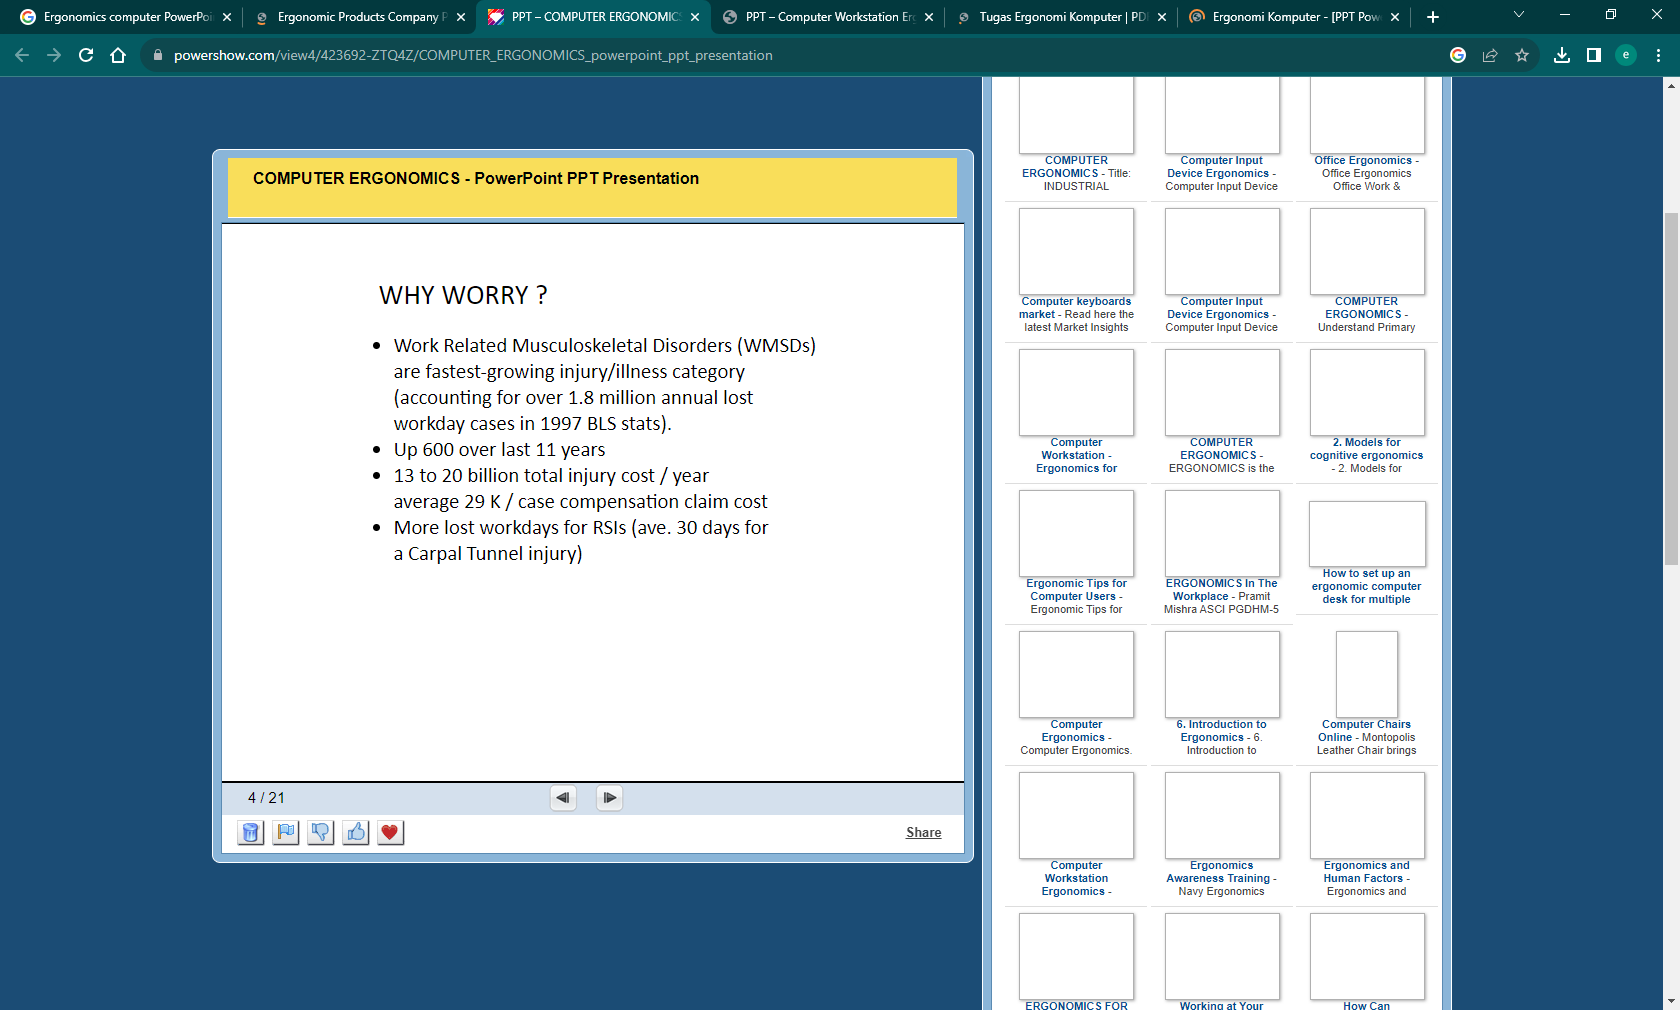 Ergonomics computer PowerPoi
Ergonomic Products Company P
PPT – COMPUTER ERGONOMICS
PPT – Computer Workstation Er
Tugas Ergonomi Komputer | PD
Ergonomi Komputer - [PPT Pow
powershow.com/view4/423692-ZTQ4Z/COMPUTER_ERGONOMICS_powerpoint_ppt_presentation
e
COMPUTER ERGONOMICS - PowerPoint PPT Presentation
WHY WORRY ?
• Work Related Musculoskeletal Disorders (WMSDs)
are fastest-growing injury/illness category
(accounting for over 1.8 million annual lost
workday cases in 1997 BLS stats).
• Up 600 over last 11 years
• 13 to 20 billion total injury cost / year
average 29 K / case compensation claim cost
• More lost workdays for RSIs (ave. 30 days for
a Carpal Tunnel injury)
4 / 21
Share
COMPUTER
ERGONOMICS - Title:
INDUSTRIAL
Computer Input
Device Ergonomics -
Computer Input Device
Office Ergonomics -
Office Ergonomics
Office Work &
Computer keyboards
market - Read here the
latest Market Insights
Computer Input
Device Ergonomics -
Computer Input Device
COMPUTER
ERGONOMICS -
Understand Primary
Computer
Workstation -
Ergonomics for
COMPUTER
ERGONOMICS -
ERGONOMICS is the
2. Models for
cognitive ergonomics
- 2. Models for
Ergonomic Tips for
Computer Users -
Ergonomic Tips for
ERGONOMICS In The
Workplace - Pramit
Mishra ASCI PGDHM-5
How to set up an
ergonomic computer
desk for multiple
Computer
Ergonomics -
Computer Ergonomics.
6. Introduction to
Ergonomics - 6.
Introduction to
Computer Chairs
Online - Montopolis
Leather Chair brings
Computer
Workstation
Ergonomics -
Ergonomics
Awareness Training -
Navy Ergonomics
Ergonomics and
Human Factors -
Ergonomics and
ERGONOMICS FOR
Working at Your
How Can